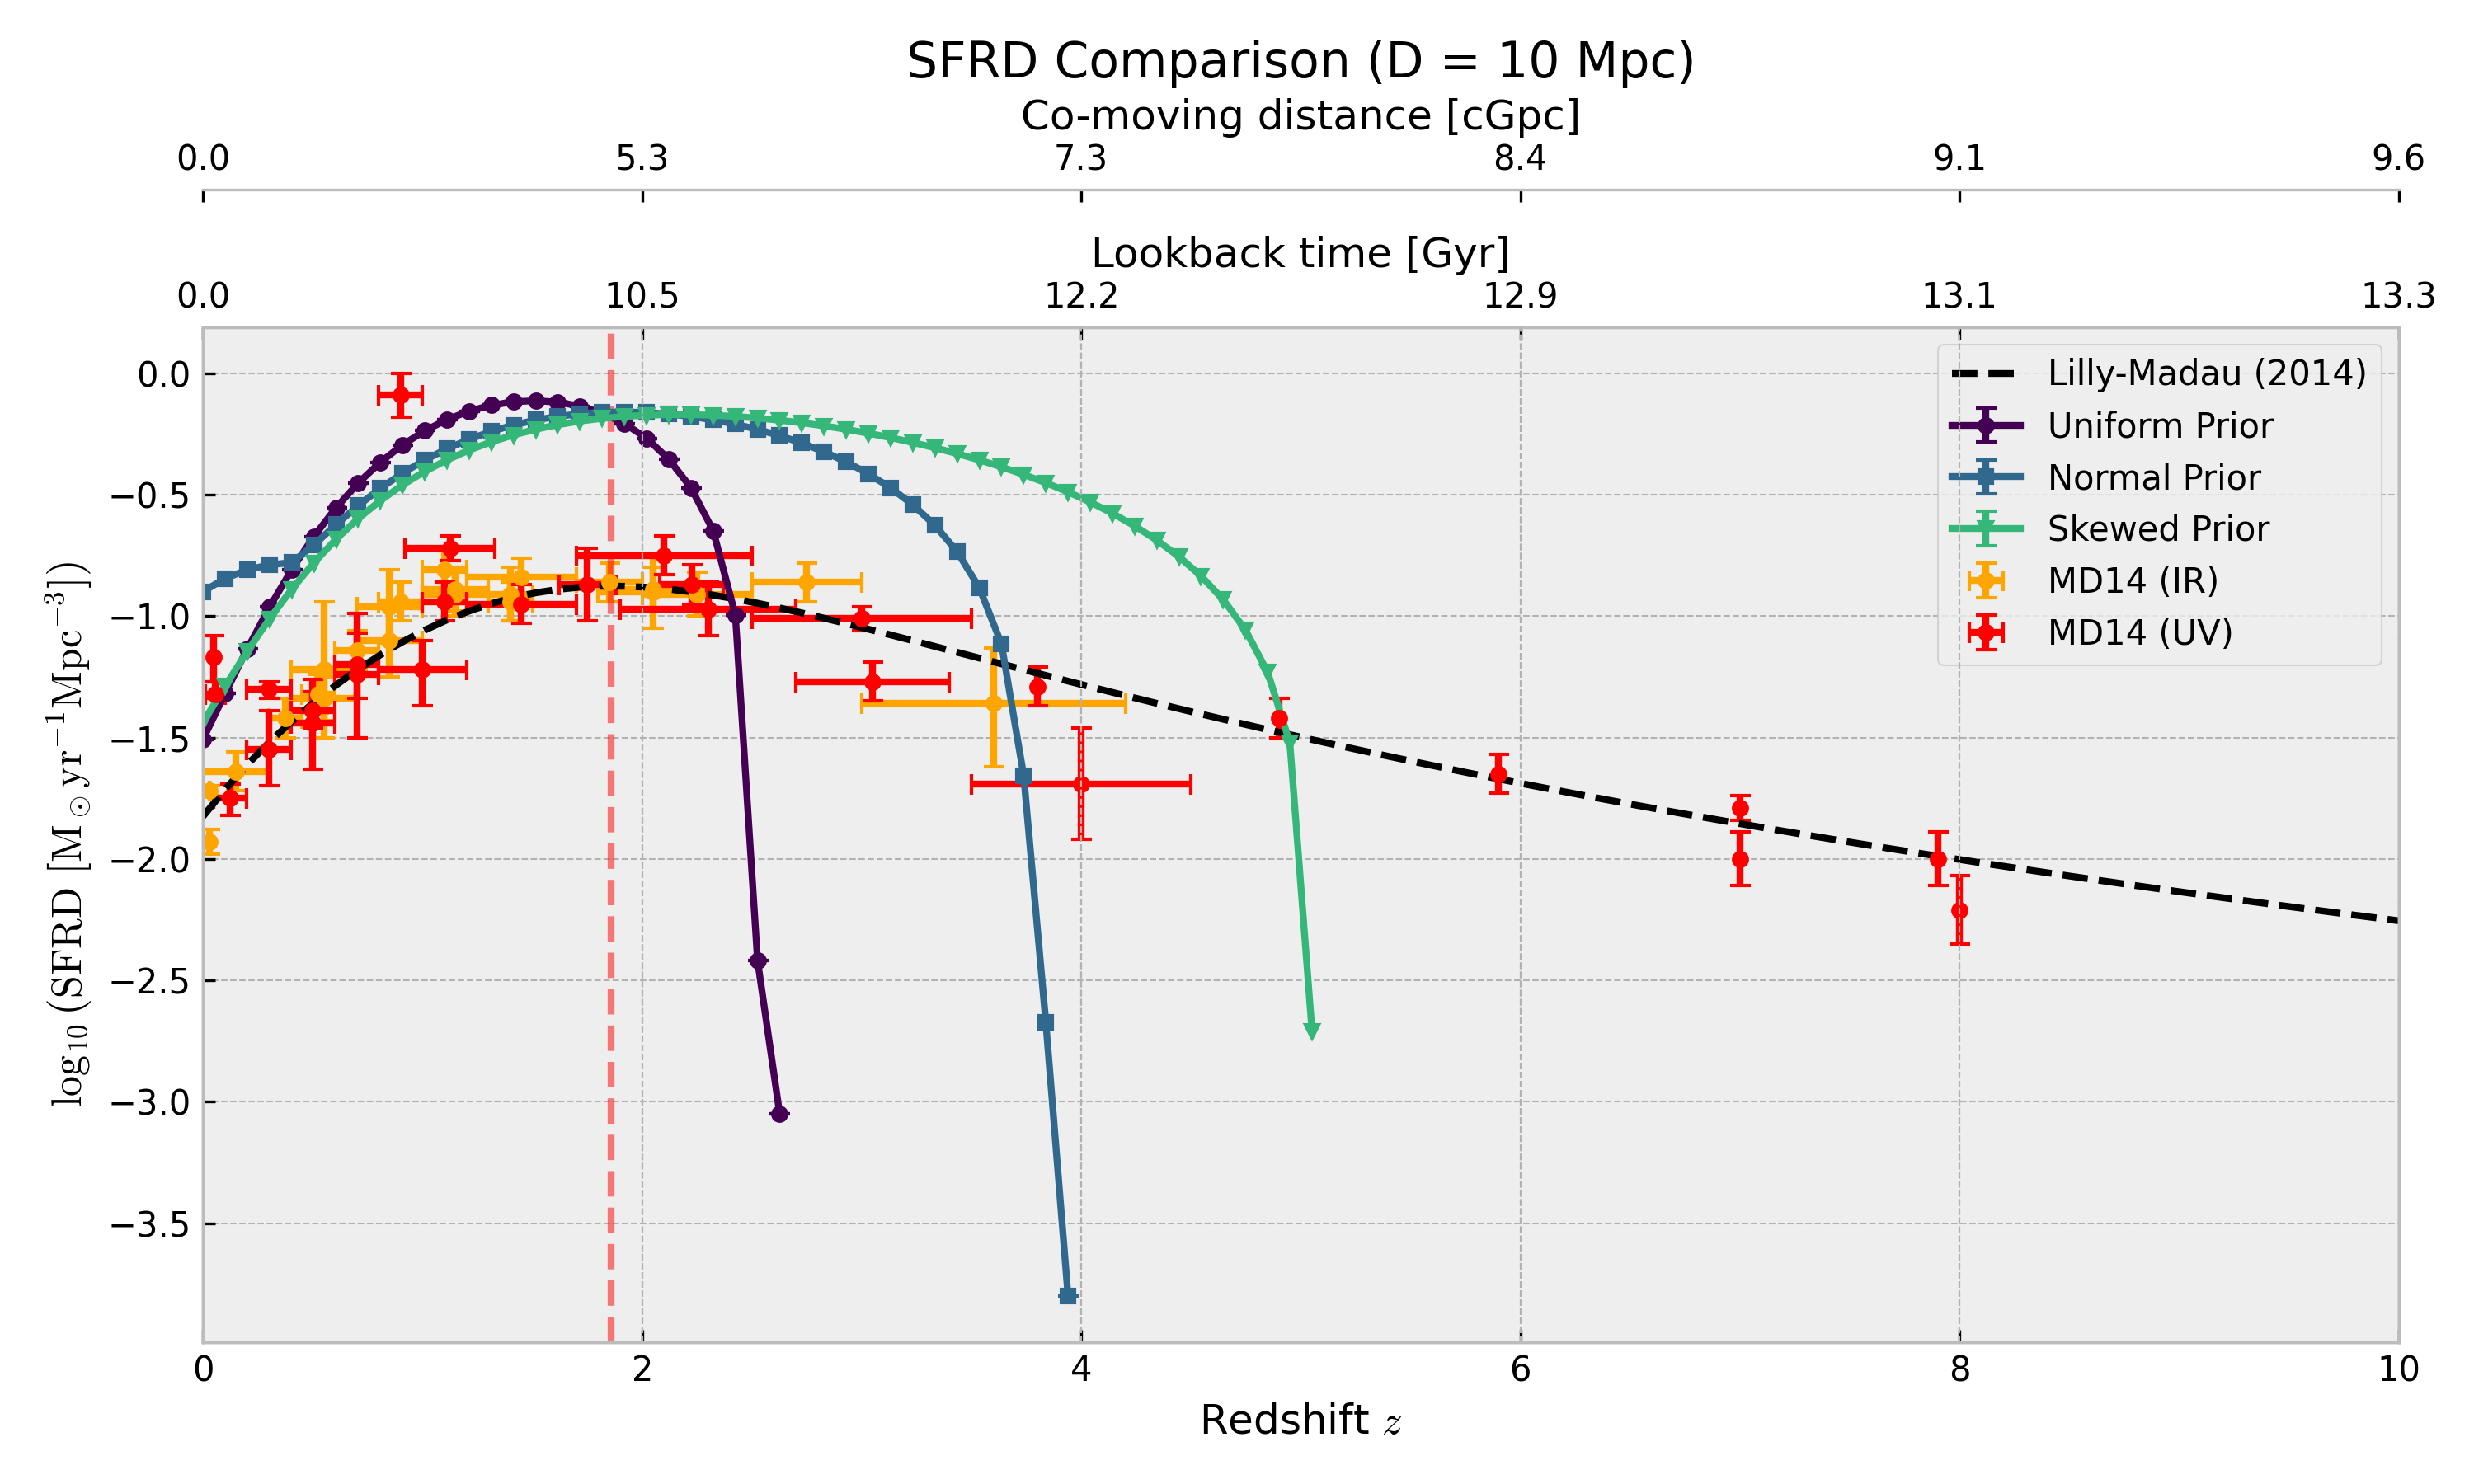 SFRD Comparison (D = 10 Mpc)
Co-moving distance [cGpc]
0.0 5.3 7.3 8.4 9.1 9.6
Lookback time [Gyr]
0.0 10.5 12.2 12.9 13.1 13.3
Lilly-Madau (2014)
Uniform Prior
Normal Prior
Skewed Prior
MD14 (IR)
MD14 (UV)
0.0
−0.5
−1.0
−1.5
−2.0
−2.5
−3.0
−3.5
log₁₀(SFRD [M⊙yr⁻¹Mpc⁻³])
0 2 4 6 8 10
Redshift z